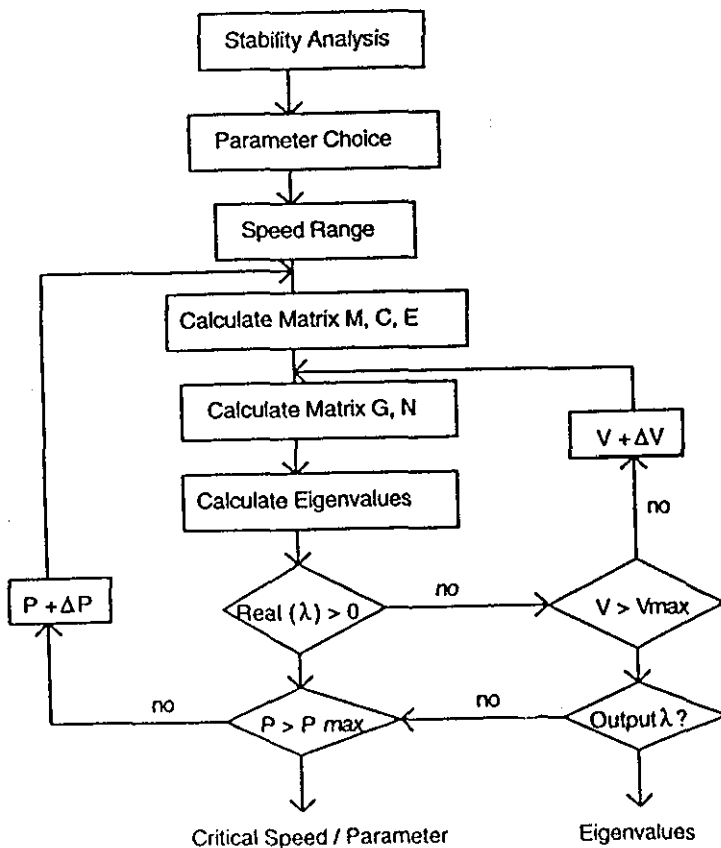 Stability Analysis
Parameter Choice
Speed Range
Calculate Matrix M, C, E
Calculate Matrix G, N
V + ΔV
Calculate Eigenvalues
no
P + ΔP
Real (λ) > 0
no
V > Vmax
no
P > P max
no
Output λ ?
Critical Speed / Parameter
Eigenvalues